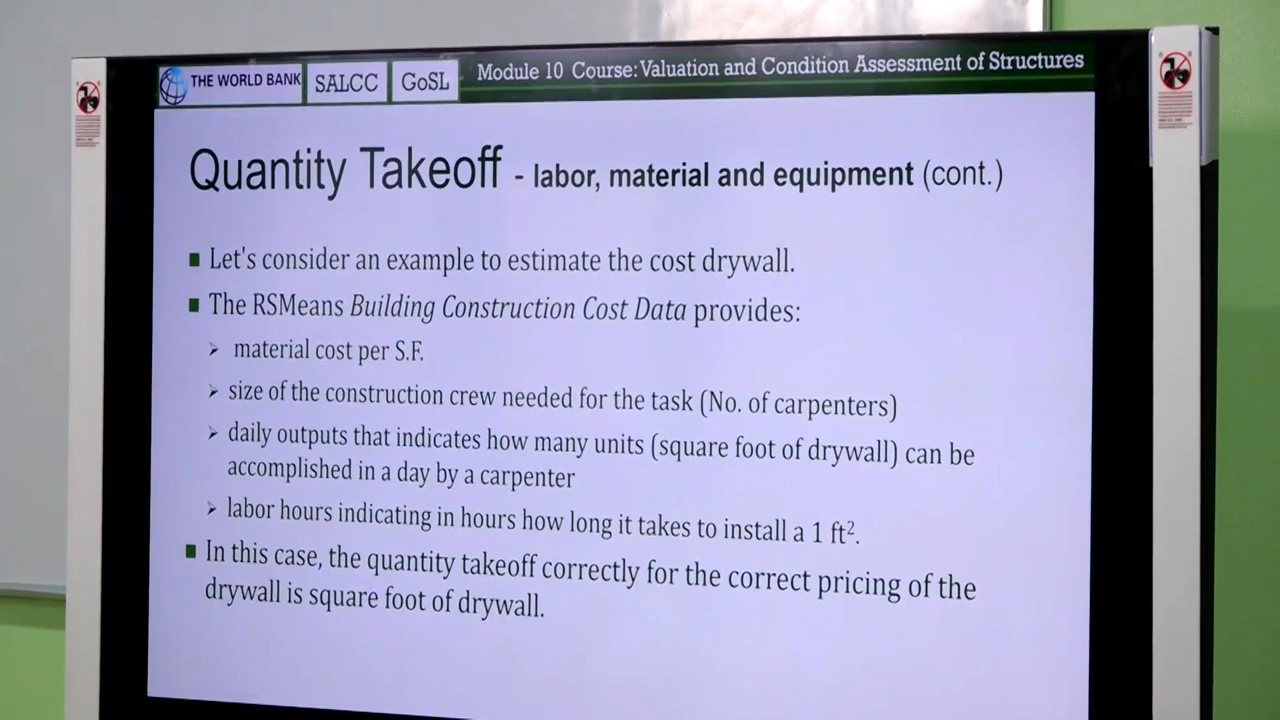 THE WORLD BANK SALCC GoSL Module 10 Course: Valuation and Condition Assessment of Structures
Quantity Takeoff - labor, material and equipment (cont.)
Let's consider an example to estimate the cost drywall.
The RSMeans Building Construction Cost Data provides:
material cost per S.F.
size of the construction crew needed for the task (No. of carpenters)
daily outputs that indicates how many units (square foot of drywall) can be
accomplished in a day by a carpenter
labor hours indicating in hours how long it takes to install a 1 ft².
In this case, the quantity takeoff correctly for the correct pricing of the
drywall is square foot of drywall.